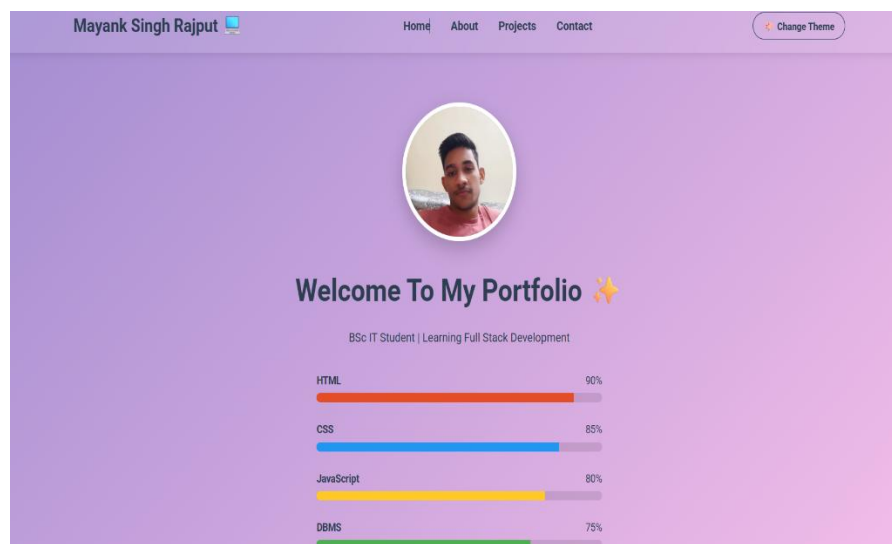 Mayank Singh Rajput 💻
Home About Projects Contact
Change Theme
Welcome To My Portfolio ✨
BSc IT Student | Learning Full Stack Development
HTML 90%
CSS 85%
JavaScript 80%
DBMS 75%